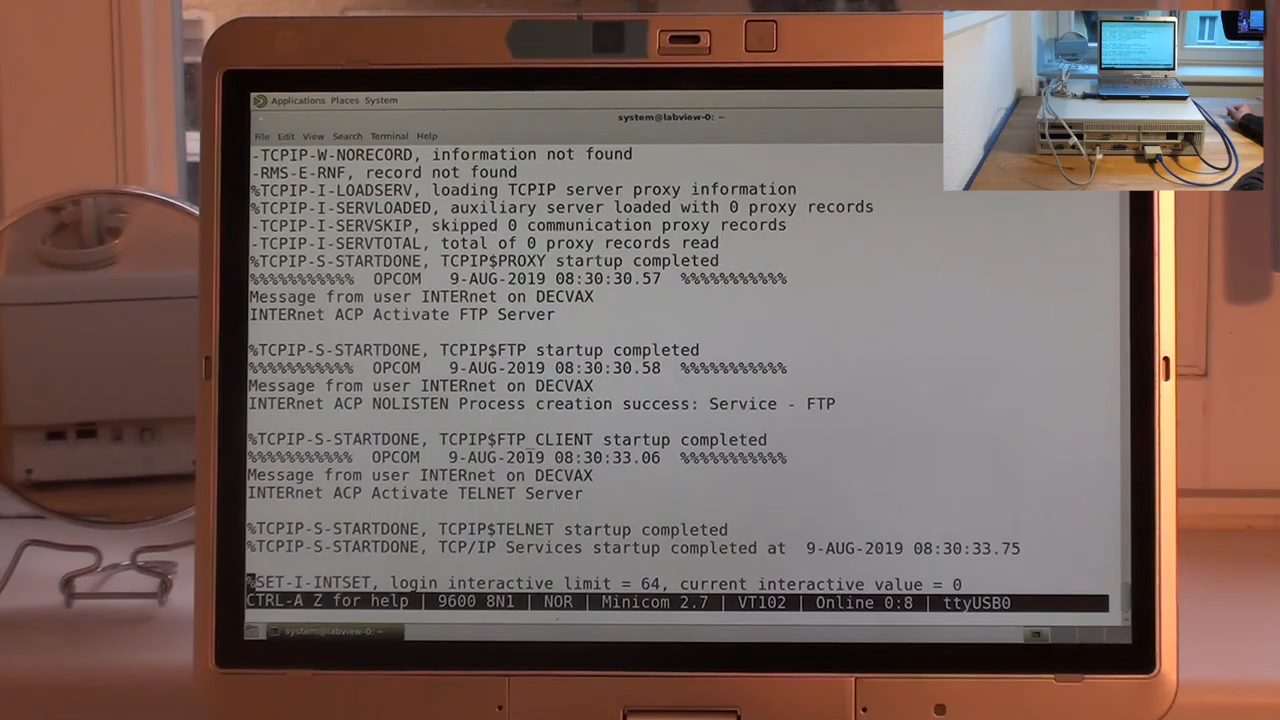 Applications Places System
system@labview-0: ~
File Edit View Search Terminal Help
-TCPIP-W-NORECORD, information not found
-RMS-E-RNF, record not found
%TCPIP-I-LOADSERV, loading TCPIP server proxy information
%TCPIP-I-SERVLOADED, auxiliary server loaded with 0 proxy records
-TCPIP-I-SERVSKIP, skipped 0 communication proxy records
-TCPIP-I-SERVTOTAL, total of 0 proxy records read
%TCPIP-S-STARTDONE, TCPIP$PROXY startup completed
%%%%%%%%%%%  OPCOM   9-AUG-2019 08:30:30.57  %%%%%%%%%%%
Message from user INTERnet on DECVAX
INTERnet ACP Activate FTP Server
%TCPIP-S-STARTDONE, TCPIP$FTP startup completed
%%%%%%%%%%%  OPCOM   9-AUG-2019 08:30:30.58  %%%%%%%%%%%
Message from user INTERnet on DECVAX
INTERnet ACP NOLISTEN Process creation success: Service - FTP
%TCPIP-S-STARTDONE, TCPIP$FTP_CLIENT startup completed
%%%%%%%%%%%  OPCOM   9-AUG-2019 08:30:33.06  %%%%%%%%%%%
Message from user INTERnet on DECVAX
INTERnet ACP Activate TELNET Server
%TCPIP-S-STARTDONE, TCPIP$TELNET startup completed
%TCPIP-S-STARTDONE, TCP/IP Services startup completed at  9-AUG-2019 08:30:33.75
%SET-I-INTSET, login interactive limit = 64, current interactive value = 0
CTRL-A Z for help | 9600 8N1 | NOR | Minicom 2.7 | VT102 | Online 0:8 | ttyUSB0
system@labview-0: ~